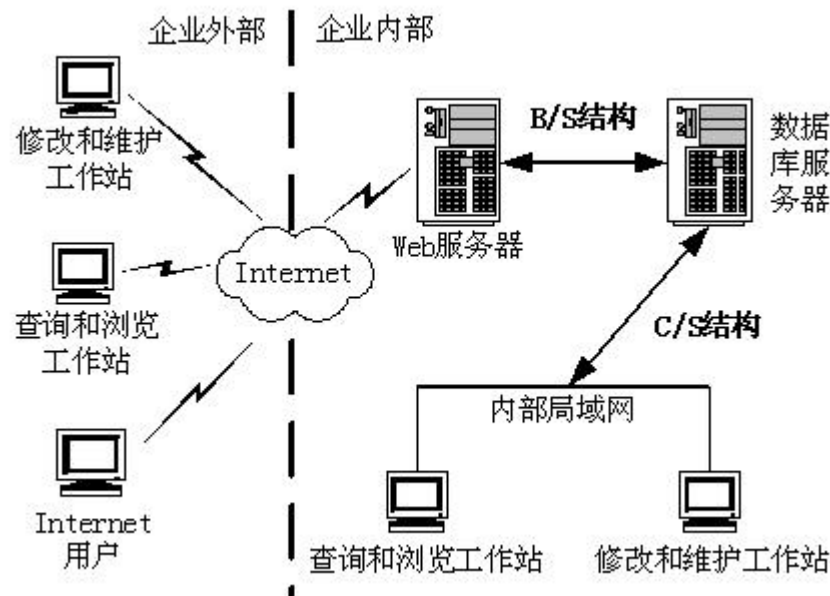 企业外部
企业内部
修改和维护
工作站
B/S结构
数据
库服
务器
Web服务器
Internet
查询和浏览
工作站
C/S结构
内部局域网
Internet
用户
查询和浏览工作站
修改和维护工作站